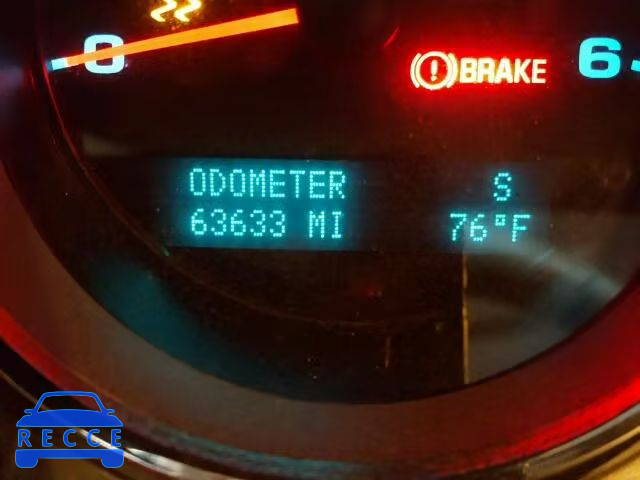 0
BRAKE
6
ODOMETER S
63633 MI 76°F
RECCE